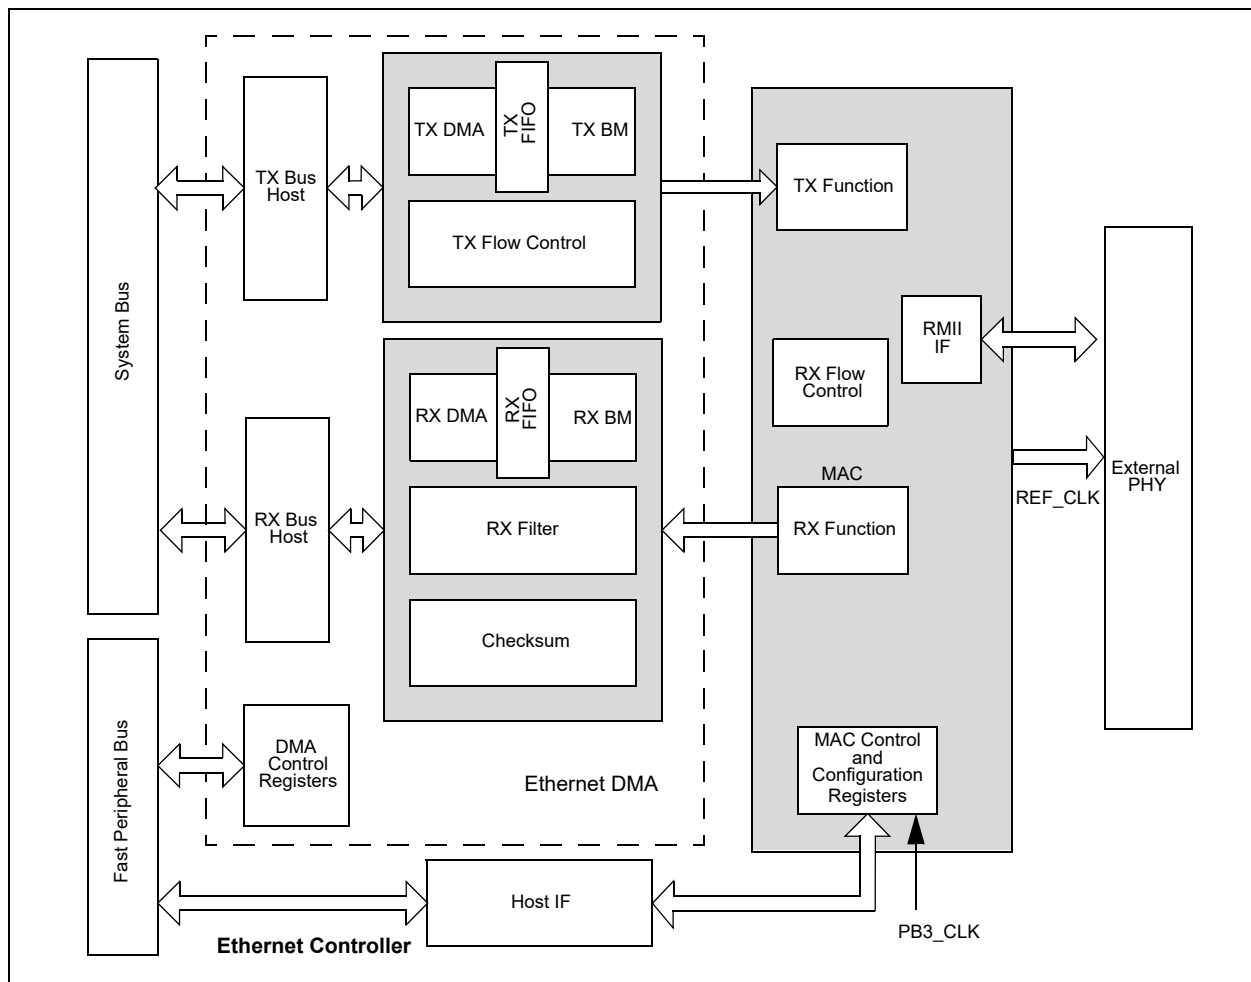 System Bus
TX Bus
Host
TX DMA
TX
FIFO
TX BM
TX Flow Control
TX Function
RMII
IF
RX Flow
Control
MAC
RX Function
REF_CLK
External
PHY
RX Bus
Host
RX DMA
RX
FIFO
RX BM
RX Filter
Checksum
Fast Peripheral Bus
DMA
Control
Registers
Ethernet DMA
MAC Control
and
Configuration
Registers
Host IF
PB3_CLK
Ethernet Controller